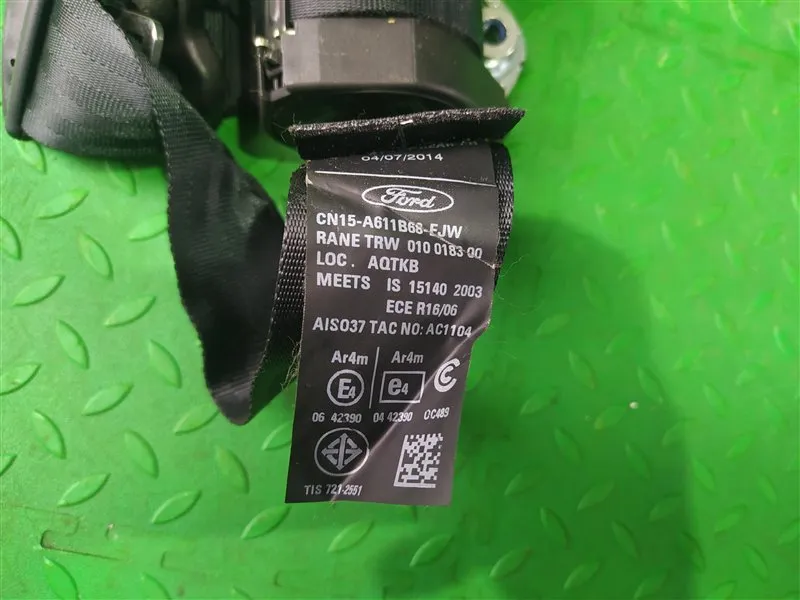 04/07/2014
Ford
CN15-A611B68-EJW
RANE TRW 010 0183 00
LOC. AQTKB
MEETS IS 15140 2003
ECE R16/06
AIS037 TAC NO: AC1104
Ar4m Ar4m
E4 e4
06 42390 04 42390 CC489
TIS 721-2551